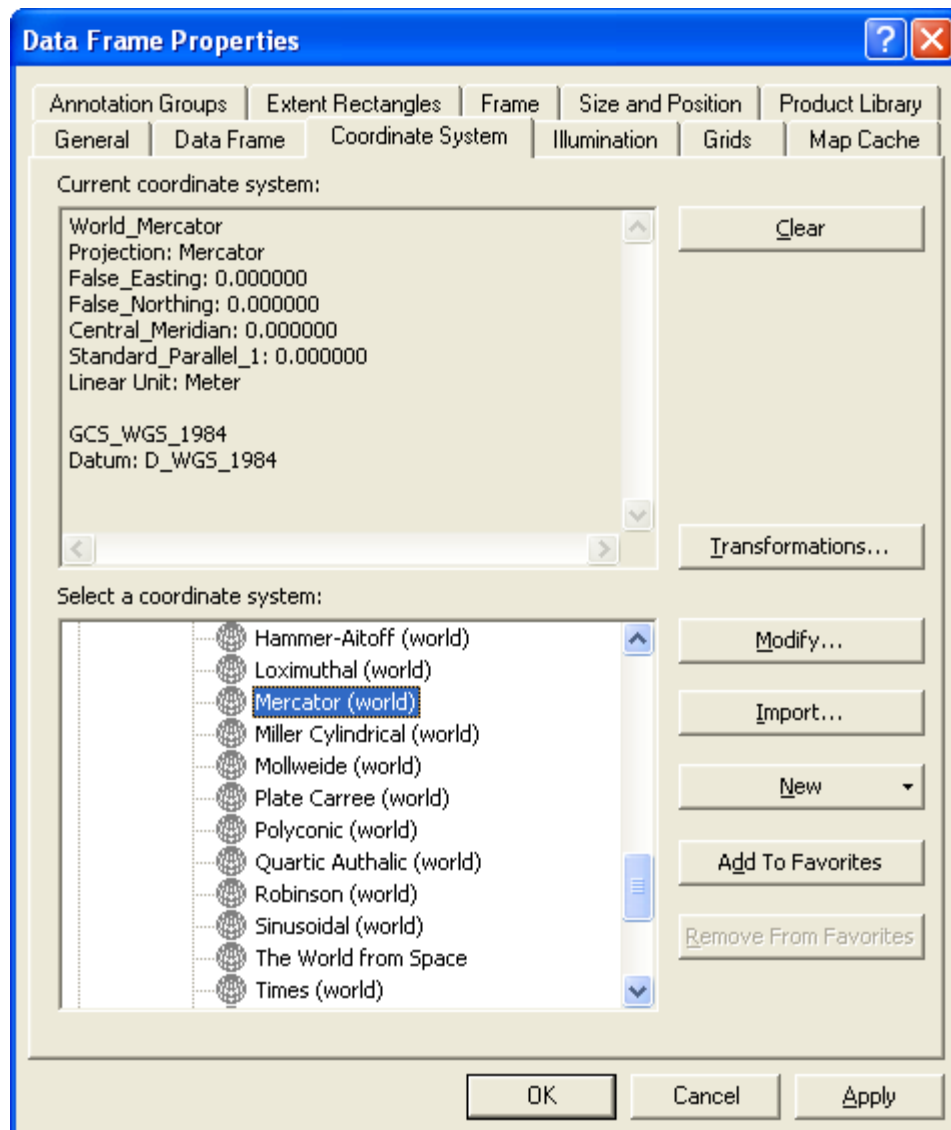 Data Frame Properties
Annotation Groups Extent Rectangles Frame Size and Position Product Library
General Data Frame Coordinate System Illumination Grids Map Cache
Current coordinate system:
World_Mercator
Projection: Mercator
False_Easting: 0.000000
False_Northing: 0.000000
Central_Meridian: 0.000000
Standard_Parallel_1: 0.000000
Linear Unit: Meter
GCS_WGS_1984
Datum: D_WGS_1984
Clear
Transformations...
Select a coordinate system:
Hammer-Aitoff (world)
Loximuthal (world)
Mercator (world)
Miller Cylindrical (world)
Mollweide (world)
Plate Carree (world)
Polyconic (world)
Quartic Authalic (world)
Robinson (world)
Sinusoidal (world)
The World from Space
Times (world)
Modify...
Import...
New
Add To Favorites
Remove From Favorites
OK Cancel Apply